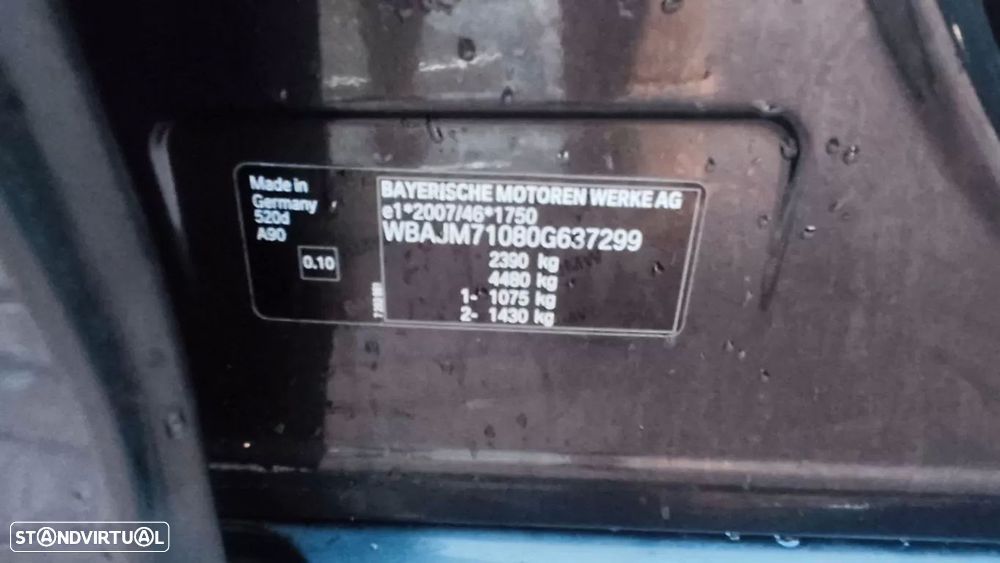 Made in
Germany
520d
A90
0.10
BAYERISCHE MOTOREN WERKE AG
e1*2007/46*1750
WBAJM71080G637299
2390 kg
4480 kg
1- 1075 kg
2- 1430 kg
STANDVIRTUAL